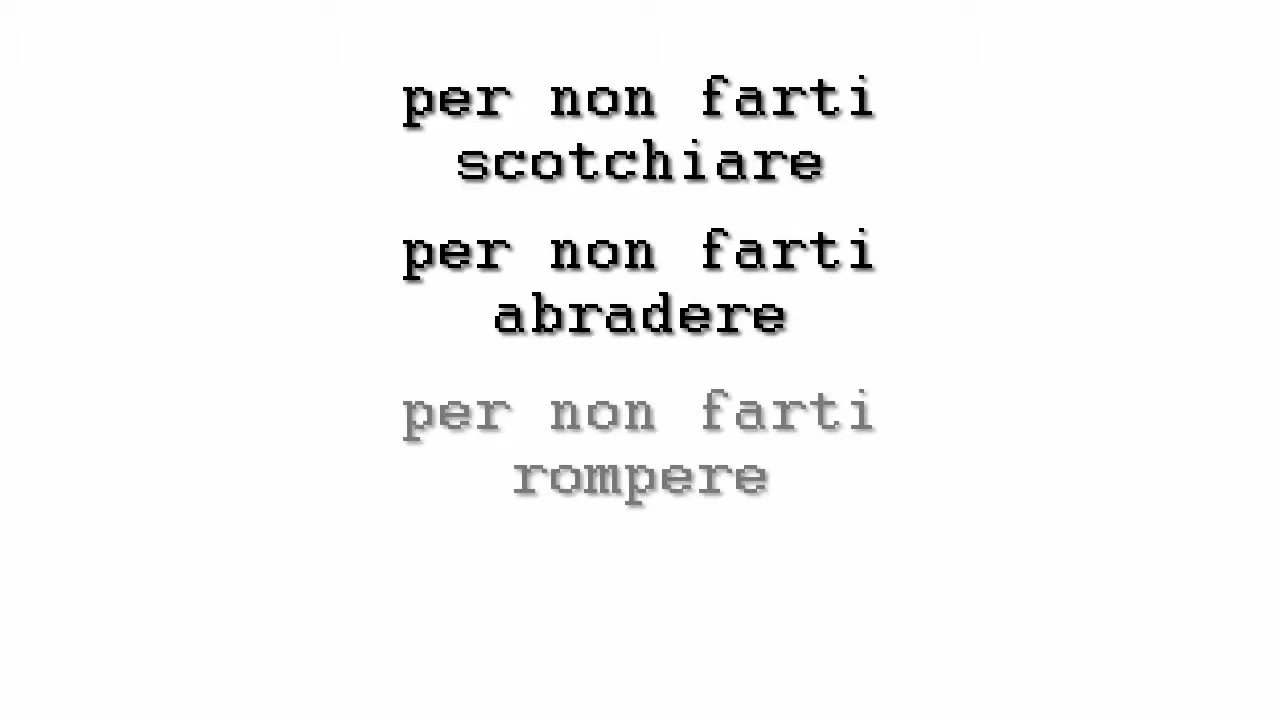 per non farti
scotchiare
per non farti
abradere
per non farti
rompere